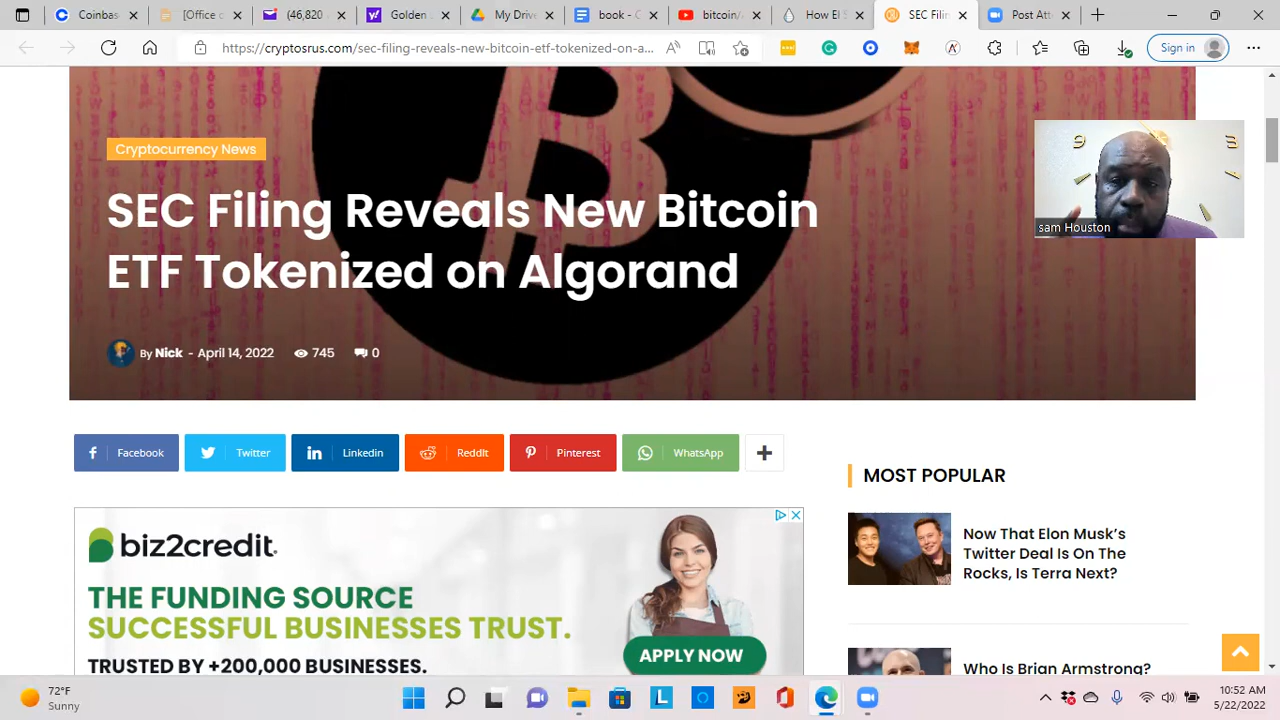 Coinbas
Cryptoc
(46,820
Golden
My Drive
book - C
bitcoin/
How El S
SEC Filin
Post Atte
https://cryptosrus.com/sec-filing-reveals-new-bitcoin-etf-tokenized-on-a...
Sign in
Cryptocurrency News
SEC Filing Reveals New Bitcoin
ETF Tokenized on Algorand
By Nick - April 14, 2022 745 0
sam Houston
Facebook
Twitter
Linkedin
ReddIt
Pinterest
WhatsApp
MOST POPULAR
biz2credit.
THE FUNDING SOURCE
SUCCESSFUL BUSINESSES TRUST.
TRUSTED BY +200,000 BUSINESSES.
APPLY NOW
Now That Elon Musk's
Twitter Deal Is On The
Rocks, Is Terra Next?
Who Is Brian Armstrong?
72°F
Sunny
10:52 AM
5/22/2022